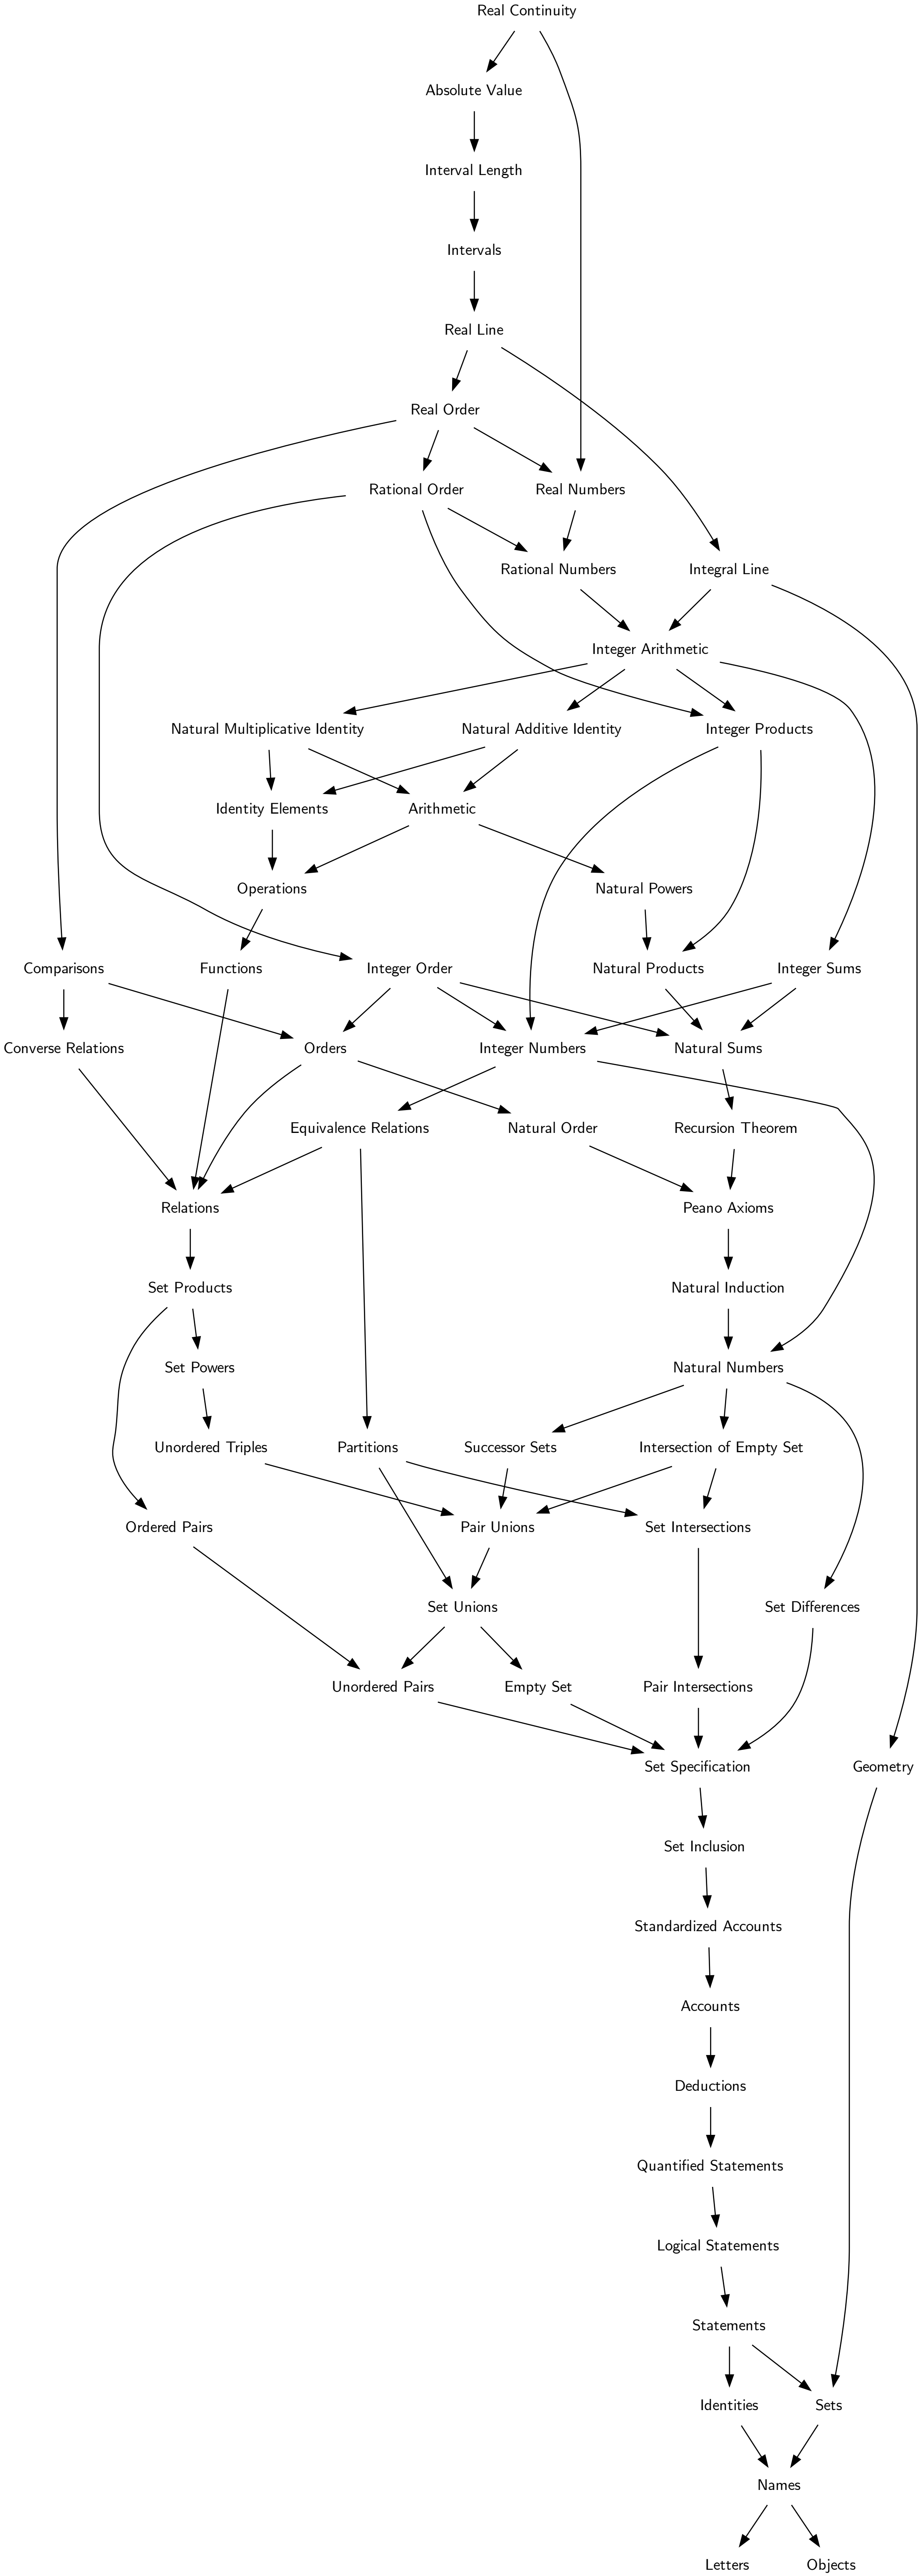 Real Continuity
Absolute Value
Interval Length
Intervals
Real Line
Real Order
Rational Order
Real Numbers
Rational Numbers
Integral Line
Integer Arithmetic
Natural Multiplicative Identity
Natural Additive Identity
Integer Products
Identity Elements
Arithmetic
Operations
Natural Powers
Comparisons
Functions
Integer Order
Natural Products
Integer Sums
Converse Relations
Orders
Integer Numbers
Natural Sums
Equivalence Relations
Natural Order
Recursion Theorem
Relations
Peano Axioms
Set Products
Natural Induction
Set Powers
Natural Numbers
Unordered Triples
Partitions
Successor Sets
Intersection of Empty Set
Ordered Pairs
Pair Unions
Set Intersections
Set Unions
Set Differences
Unordered Pairs
Empty Set
Pair Intersections
Set Specification
Geometry
Set Inclusion
Standardized Accounts
Accounts
Deductions
Quantified Statements
Logical Statements
Statements
Identities
Sets
Names
Letters
Objects